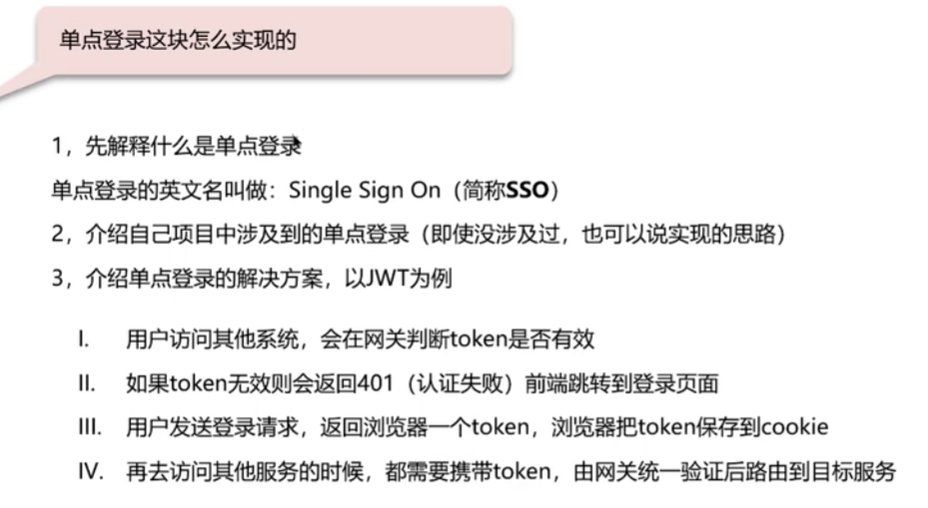 单点登录这块怎么实现的
1，先解释什么是单点登录
单点登录的英文名叫做：Single Sign On（简称SSO）
2，介绍自己项目中涉及到的单点登录（即使没涉及过，也可以说实现的思路）
3，介绍单点登录的解决方案，以JWT为例
I. 用户访问其他系统，会在网关判断token是否有效
II. 如果token无效则会返回401（认证失败）前端跳转到登录页面
III. 用户发送登录请求，返回浏览器一个token，浏览器把token保存到cookie
IV. 再去访问其他服务的时候，都需要携带token，由网关统一验证后路由到目标服务